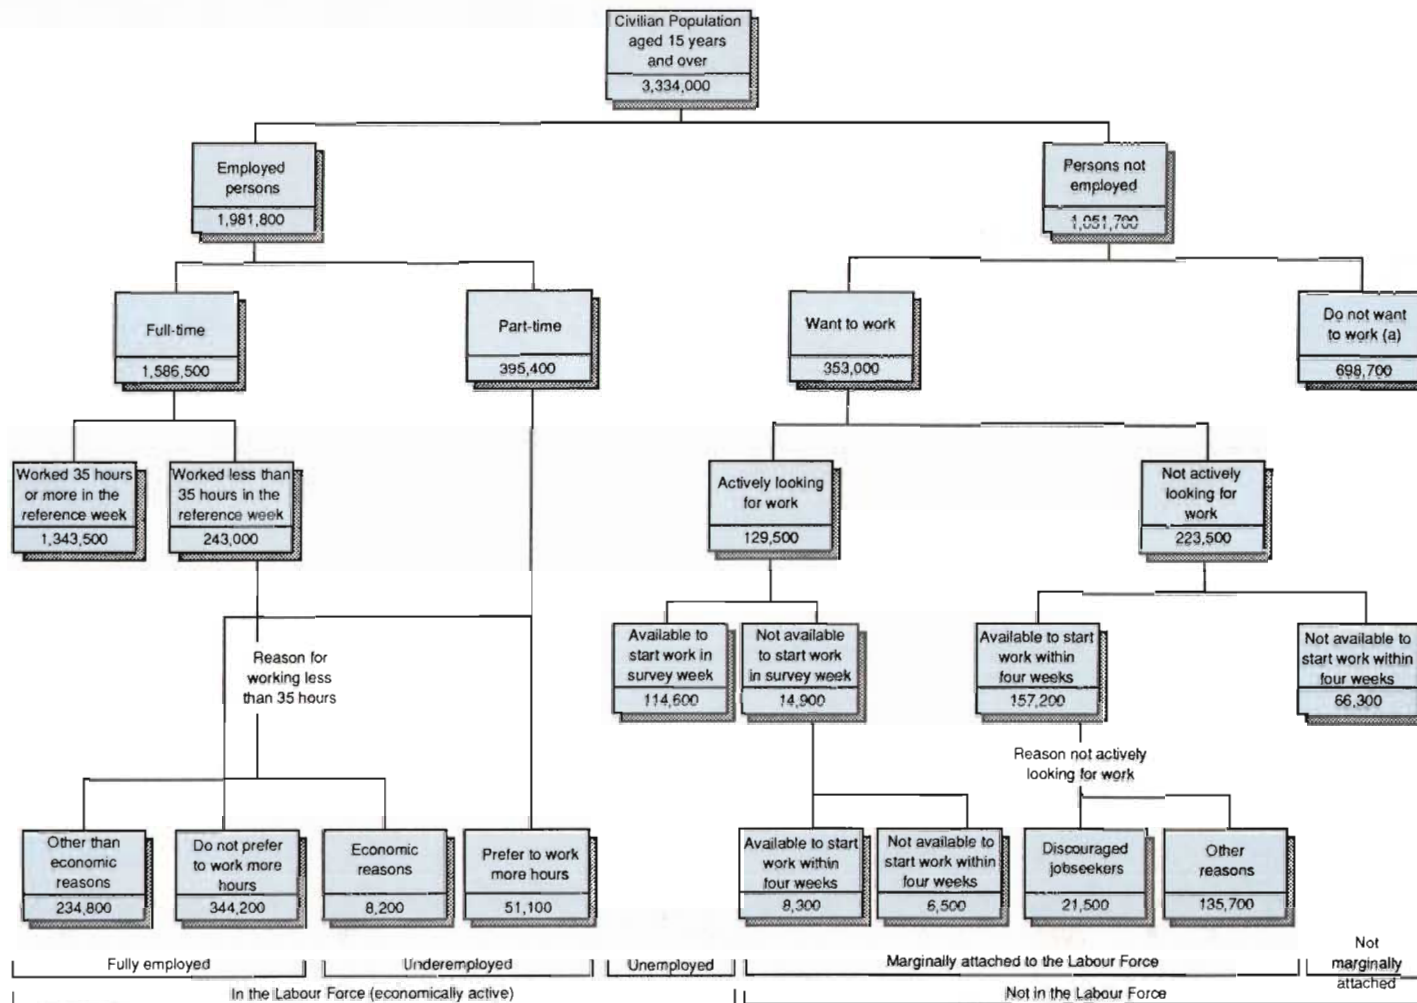 Civilian Population
aged 15 years
and over
3,334,000
Employed
persons
1,981,800
Persons not
employed
1,051,700
Full-time
1,586,500
Part-time
395,400
Want to work
353,000
Do not want
to work (a)
698,700
Worked 35 hours
or more in the
reference week
1,343,500
Worked less than
35 hours in the
reference week
243,000
Actively looking
for work
129,500
Not actively
looking for
work
223,500
Reason for
working less
than 35 hours
Available to
start work in
survey week
114,600
Not available
to start work
in survey week
14,900
Available to start
work within
four weeks
157,200
Not available to
start work within
four weeks
66,300
Reason not actively
looking for work
Other than
economic
reasons
234,800
Do not prefer
to work more
hours
344,200
Economic
reasons
8,200
Prefer to work
more hours
51,100
Available to start
work within
four weeks
8,300
Not available to
start work within
four weeks
6,500
Discouraged
jobseekers
21,500
Other
reasons
135,700
Fully employed
Underemployed
Unemployed
Marginally attached to the Labour Force
Not
marginally
attached
In the Labour Force (economically active)
Not in the Labour Force